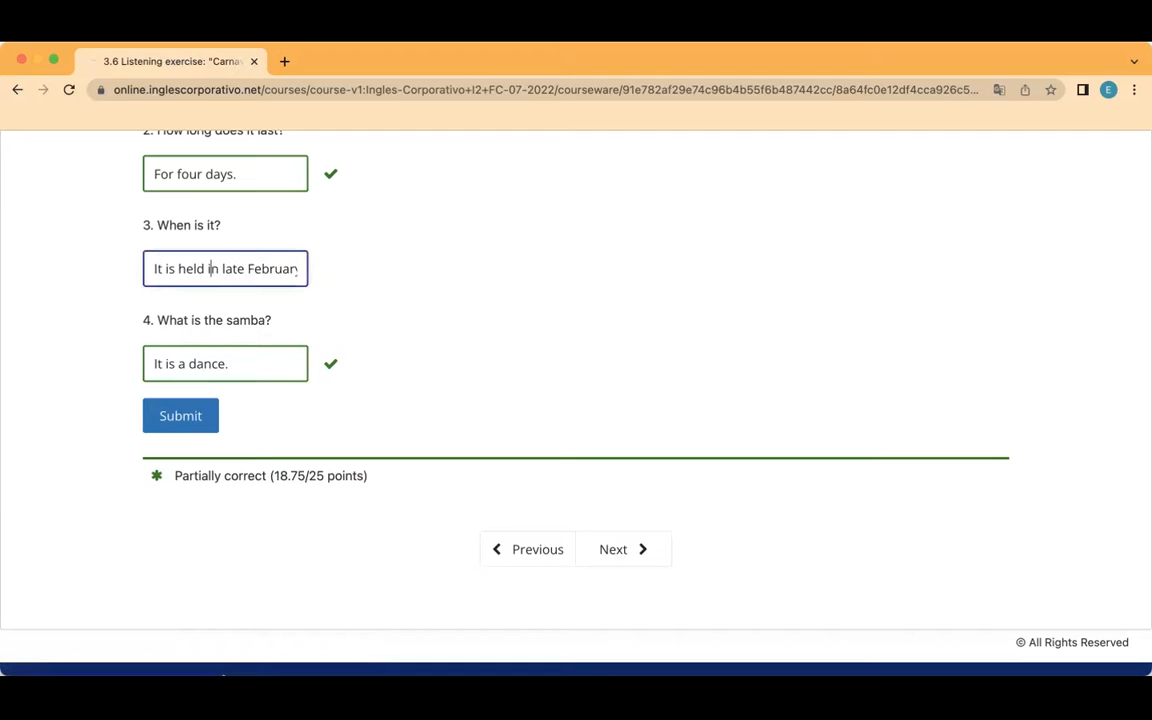 3.6 Listening exercise: "Carna
online.inglescorporativo.net/courses/course-v1:Ingles-Corporativo+I2+FC-07-2022/courseware/91e782af29e74c96b4b55f6b487442cc/8a64fc0e12df4cca926c5...
E
2. How long does it last?
For four days.
3. When is it?
It is held in late February
4. What is the samba?
It is a dance.
Submit
Partially correct (18.75/25 points)
Previous Next
© All Rights Reserved